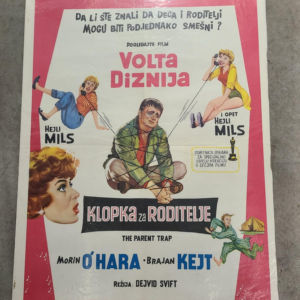 DA LI STE ZNALI DA DECA I RODITELJI
MOGU BITI PODJEDNAKO SMEŠNI?
POGLEDAJTE FILM
VOLTA
DIZNIJA
HEJLI
MILS
I OPET
HEJLI
MILS
KLOPKA ZA RODITELJE
THE PARENT TRAP
MORIN O'HARA - BRAJAN KEJT
REŽIJA DEJVID SVIFT